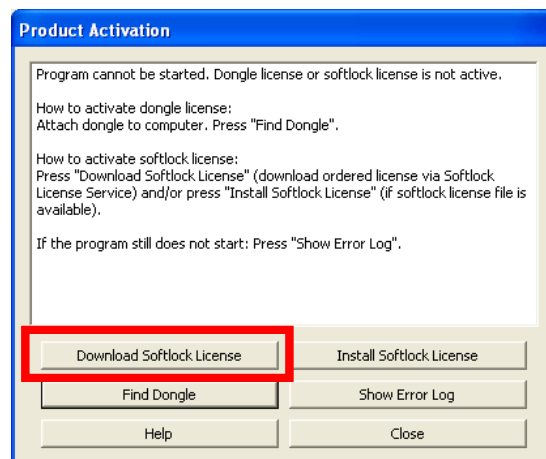 Product Activation
Program cannot be started. Dongle license or softlock license is not active.
How to activate dongle license:
Attach dongle to computer. Press "Find Dongle".
How to activate softlock license:
Press "Download Softlock License" (download ordered license via Softlock
License Service) and/or press "Install Softlock License" (if softlock license file is
available).
If the program still does not start: Press "Show Error Log".
Download Softlock License
Install Softlock License
Find Dongle
Show Error Log
Help
Close